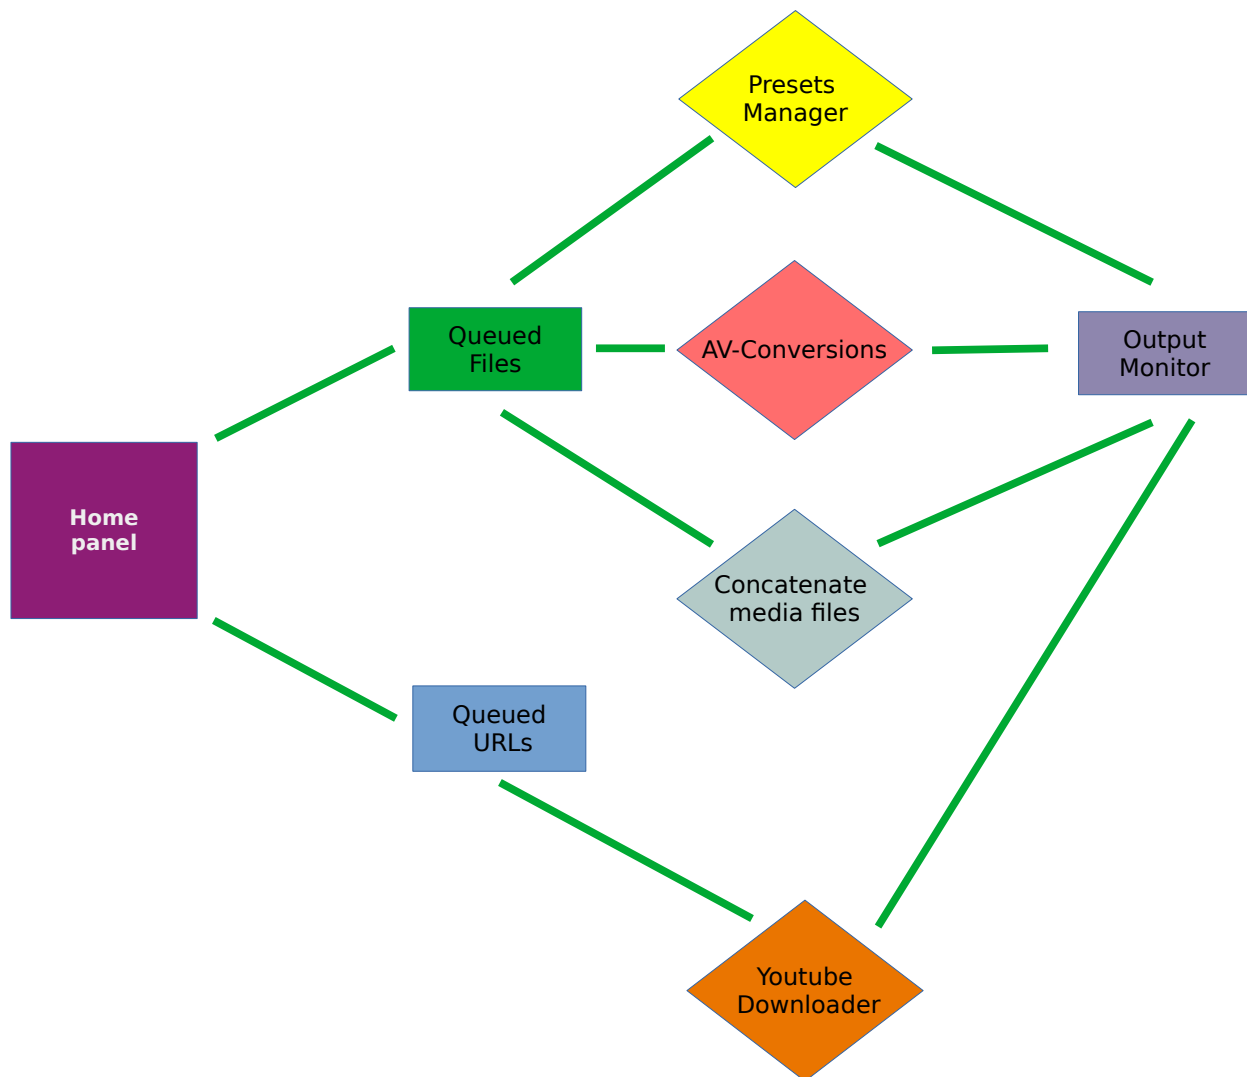 Presets
Manager
Queued
Files
AV-Conversions
Output
Monitor
Home
panel
Concatenate
media files
Queued
URLs
Youtube
Downloader